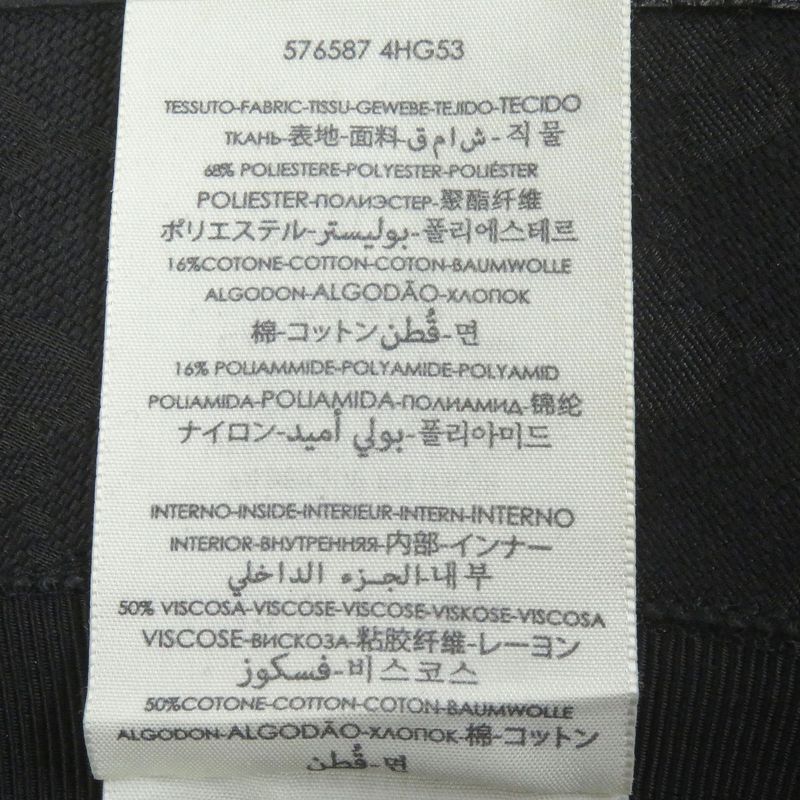 576587 4HG53
TESSUTO-FABRIC-TISSU-GEWEBE-TEJIDO-TECIDO
ТКАНЬ-表地-面料-ش ا م ق-직물
68% POLIESTERE-POLYESTER-POLIÉSTER
POLIESTER-ПОЛИЭСТЕР-聚酯纤维
ポリエステル-بوليستر-폴리에스테르
16%COTONE-COTTON-COTON-BAUMWOLLE
ALGODON-ALGODÃO-ХЛОПОК
棉-コットン-قُطن-면
16% POLIAMMIDE-POLYAMIDE-POLYAMID
POLIAMIDA-POLIAMIDA-ПОЛИАМИД-锦纶
ナイロン-بولي أميد-폴리아미드
INTERNO-INSIDE-INTERIEUR-INTERN-INTERNO
INTERIOR-ВНУТРЕННЯЯ-内部-インナー
الجزء الداخلي-내부
50% VISCOSA-VISCOSE-VISCOSE-VISKOSE-VISCOSA
VISCOSE-ВИСКОЗА-粘胶纤维-レーヨン
فسكوز-비스코스
50%COTONE-COTTON-COTON-BAUMWOLLE
ALGODON-ALGODÃO-ХЛОПОК-棉-コットン
قُطن-면